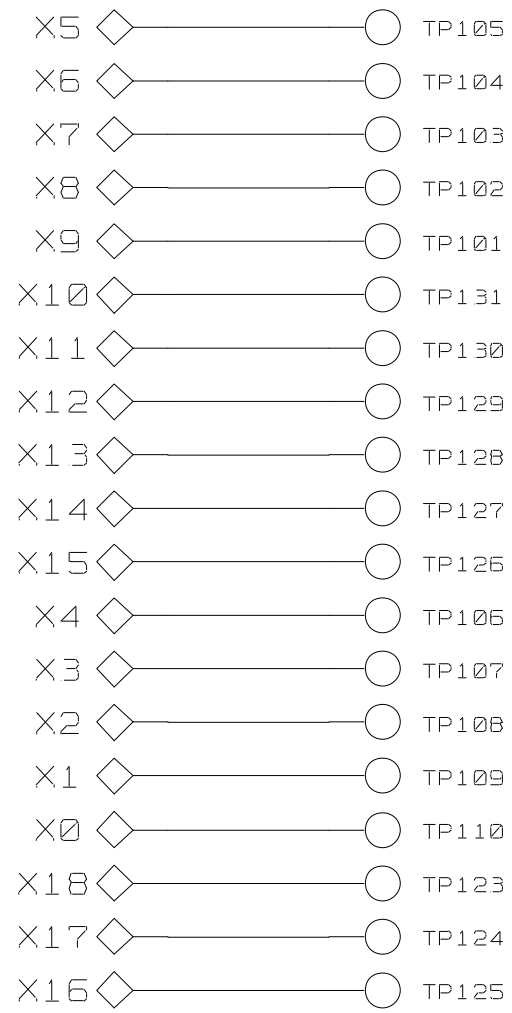 X5 TP105
X6 TP104
X7 TP103
X8 TP102
X9 TP101
X10 TP131
X11 TP130
X12 TP129
X13 TP128
X14 TP127
X15 TP126
X4 TP106
X3 TP107
X2 TP108
X1 TP109
X0 TP110
X18 TP123
X17 TP124
X16 TP125